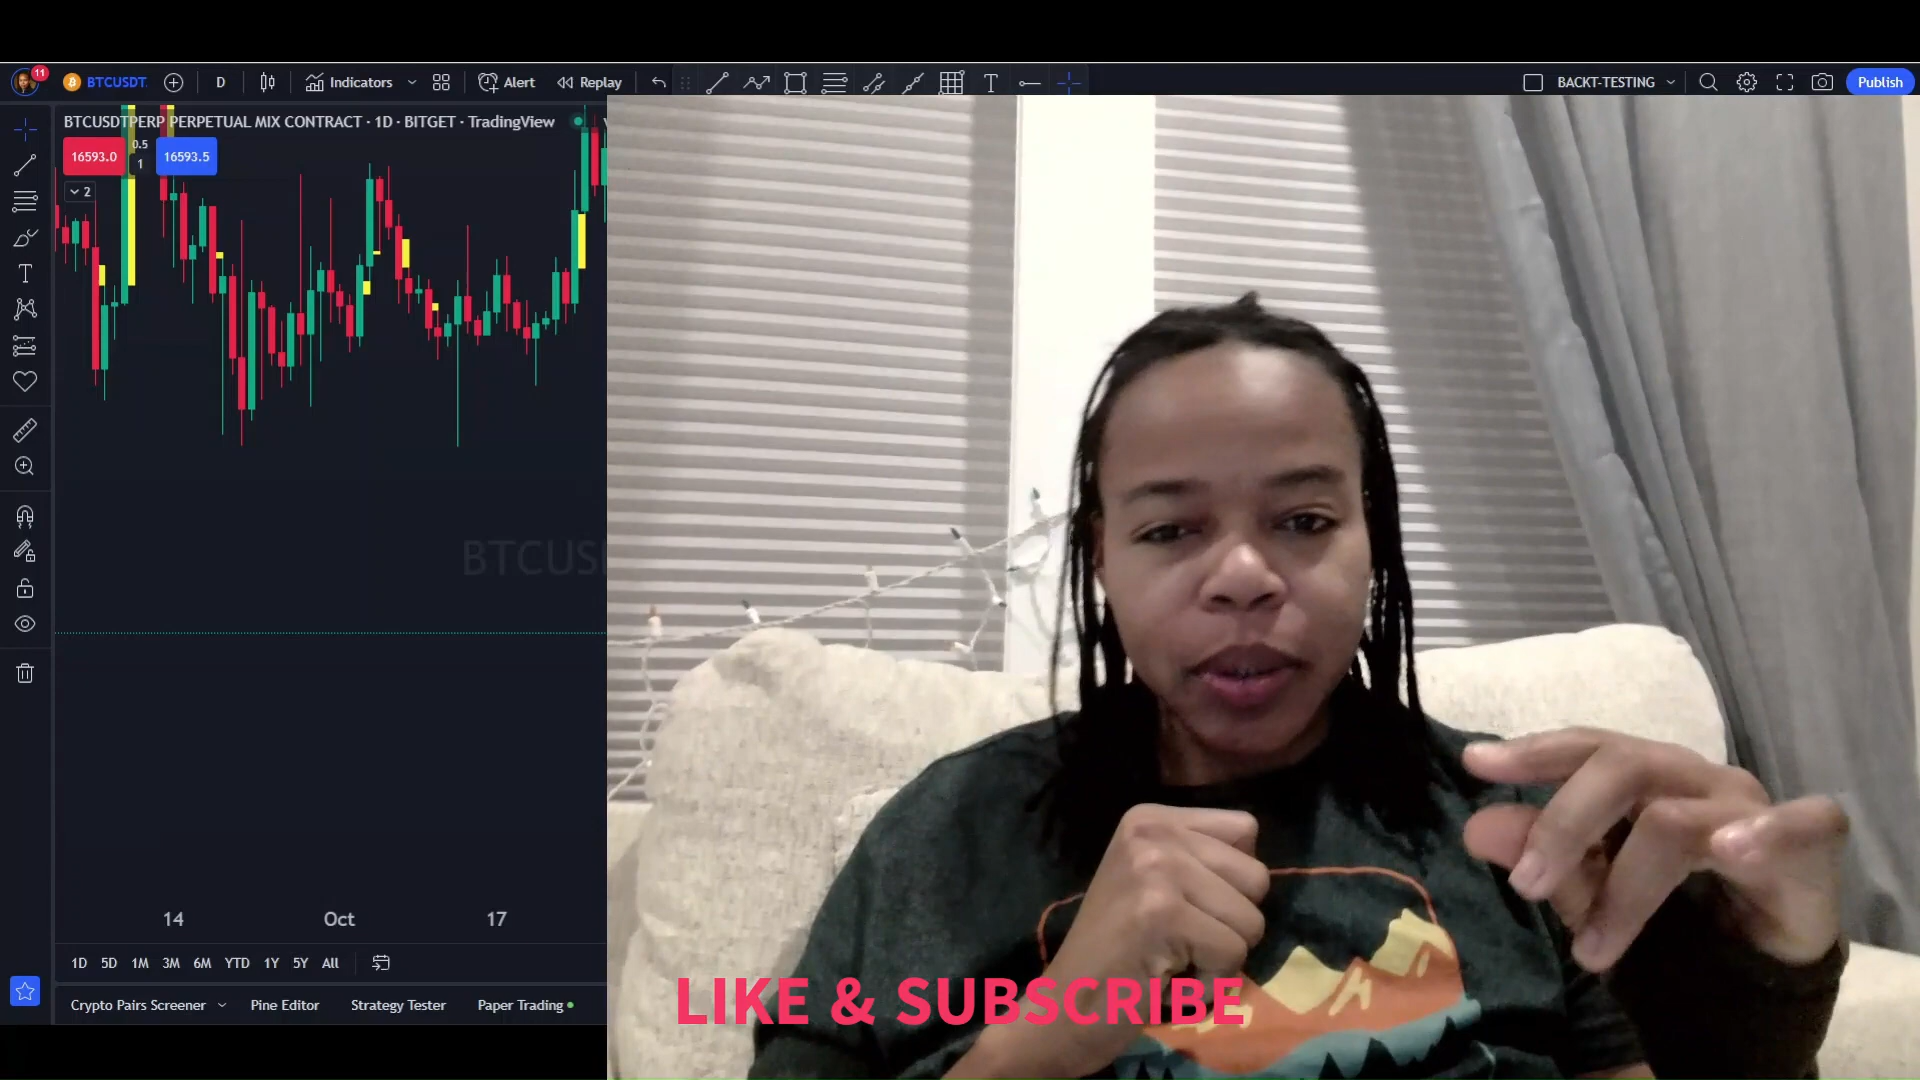 11
BTCUSDT
D
Indicators
Alert
Replay
T
BACKT-TESTING
Publish
BTCUSDTPERP PERPETUAL MIX CONTRACT · 1D · BITGET · TradingView
16593.0
0.5
1
16593.5
2
T
BTCUS
14 Oct 17
1D 5D 1M 3M 6M YTD 1Y 5Y All
LIKE & SUBSCRIBE
Crypto Pairs Screener Pine Editor Strategy Tester Paper Trading